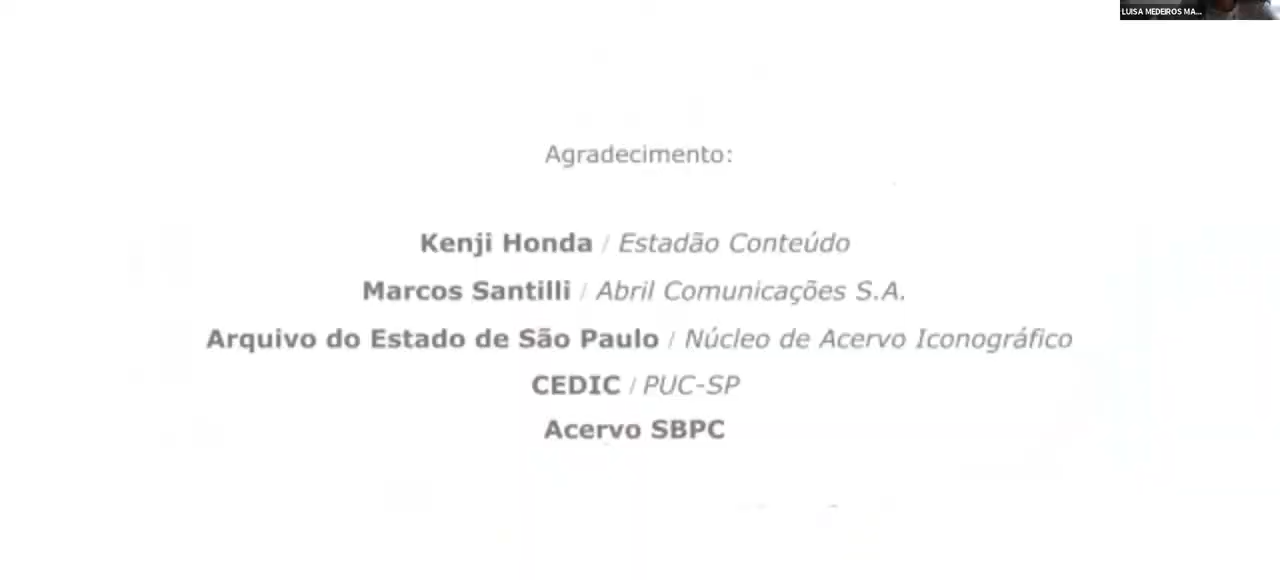 LUISA MEDEIROS MA...
Agradecimento:
Kenji Honda / Estadão Conteúdo
Marcos Santilli / Abril Comunicações S.A.
Arquivo do Estado de São Paulo / Núcleo de Acervo Iconográfico
CEDIC / PUC-SP
Acervo SBPC